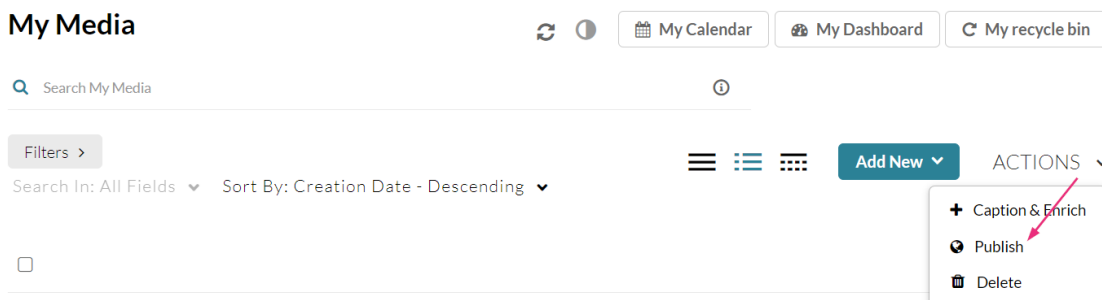 My Media
My Calendar
My Dashboard
My recycle bin
Search My Media
Filters >
Add New
ACTIONS
Search In: All Fields
Sort By: Creation Date - Descending
Caption & Enrich
Publish
Delete